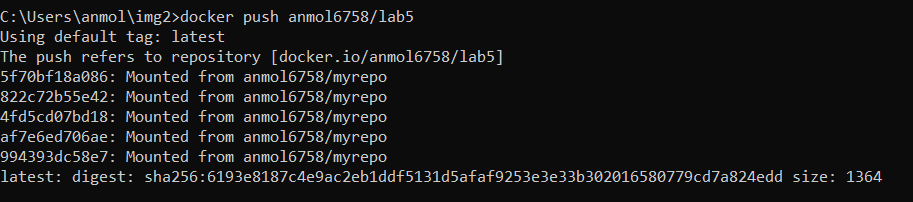 C:\Users\anmol\img2>docker push anmol6758/lab5
Using default tag: latest
The push refers to repository [docker.io/anmol6758/lab5]
5f70bf18a086: Mounted from anmol6758/myrepo
822c72b55e42: Mounted from anmol6758/myrepo
4fd5cd07bd18: Mounted from anmol6758/myrepo
af7e6ed706ae: Mounted from anmol6758/myrepo
994393dc58e7: Mounted from anmol6758/myrepo
latest: digest: sha256:6193e8187c4e9ac2eb1ddf5131d5afaf9253e3e33b302016580779cd7a824edd size: 1364